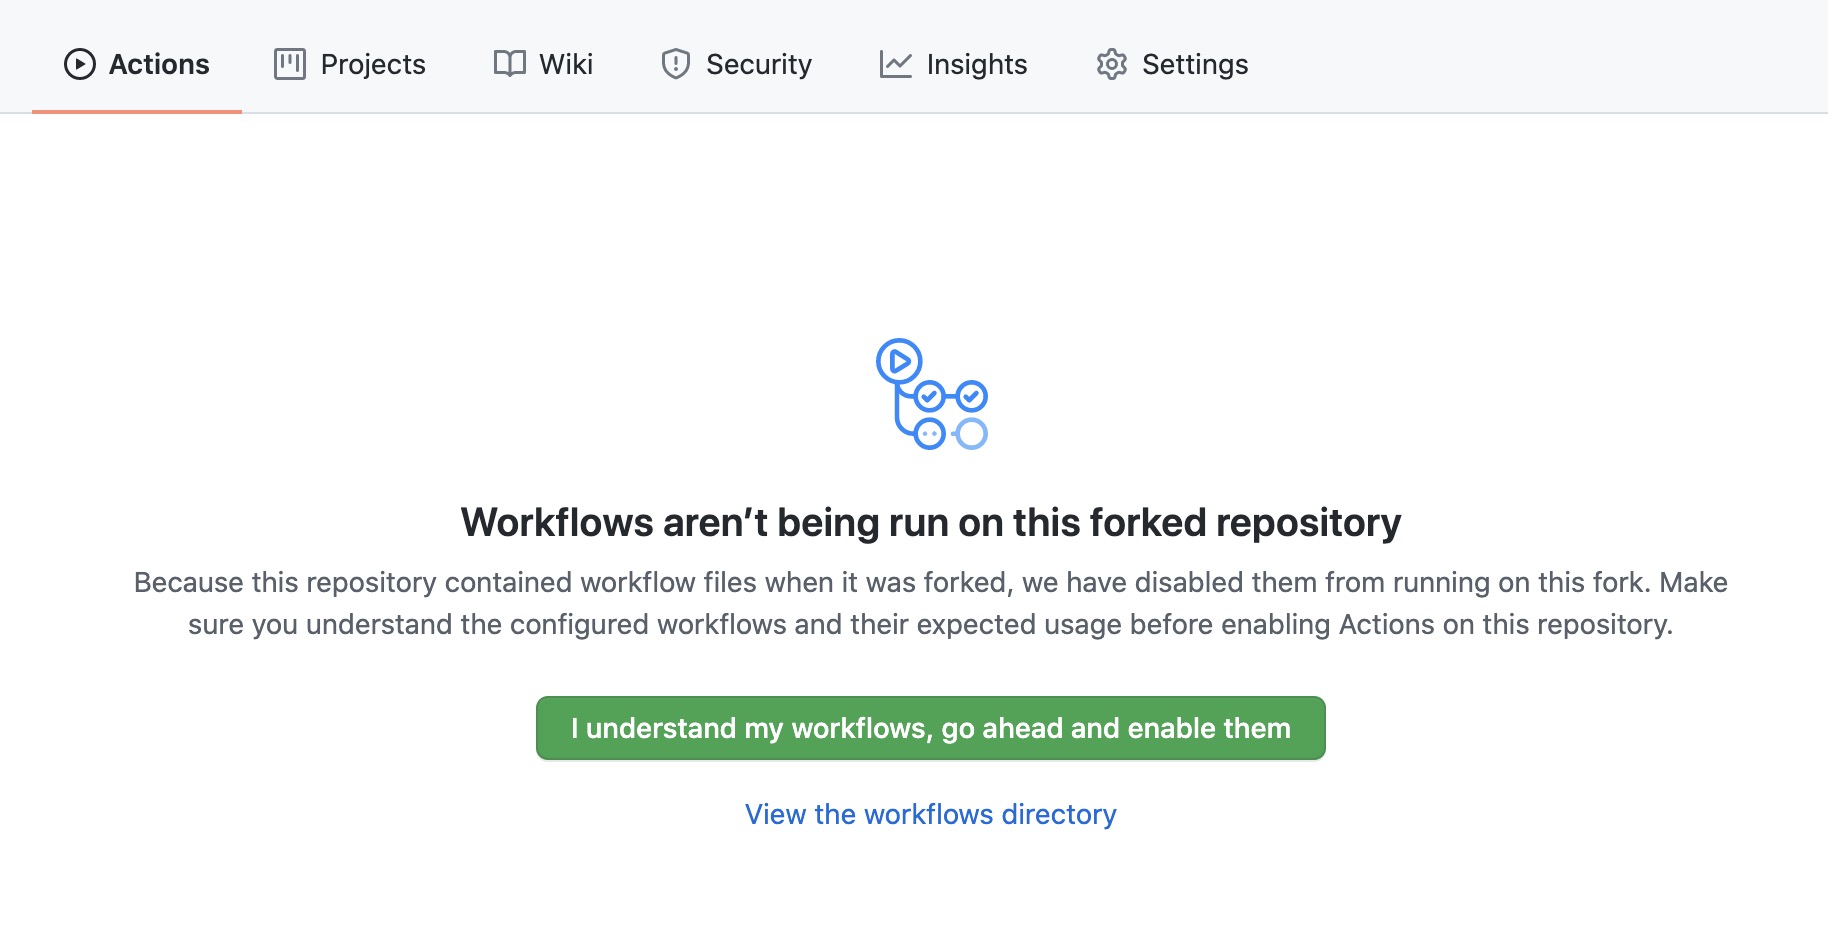 Actions Projects Wiki Security Insights Settings
Workflows aren’t being run on this forked repository
Because this repository contained workflow files when it was forked, we have disabled them from running on this fork. Make
sure you understand the configured workflows and their expected usage before enabling Actions on this repository.
I understand my workflows, go ahead and enable them
View the workflows directory